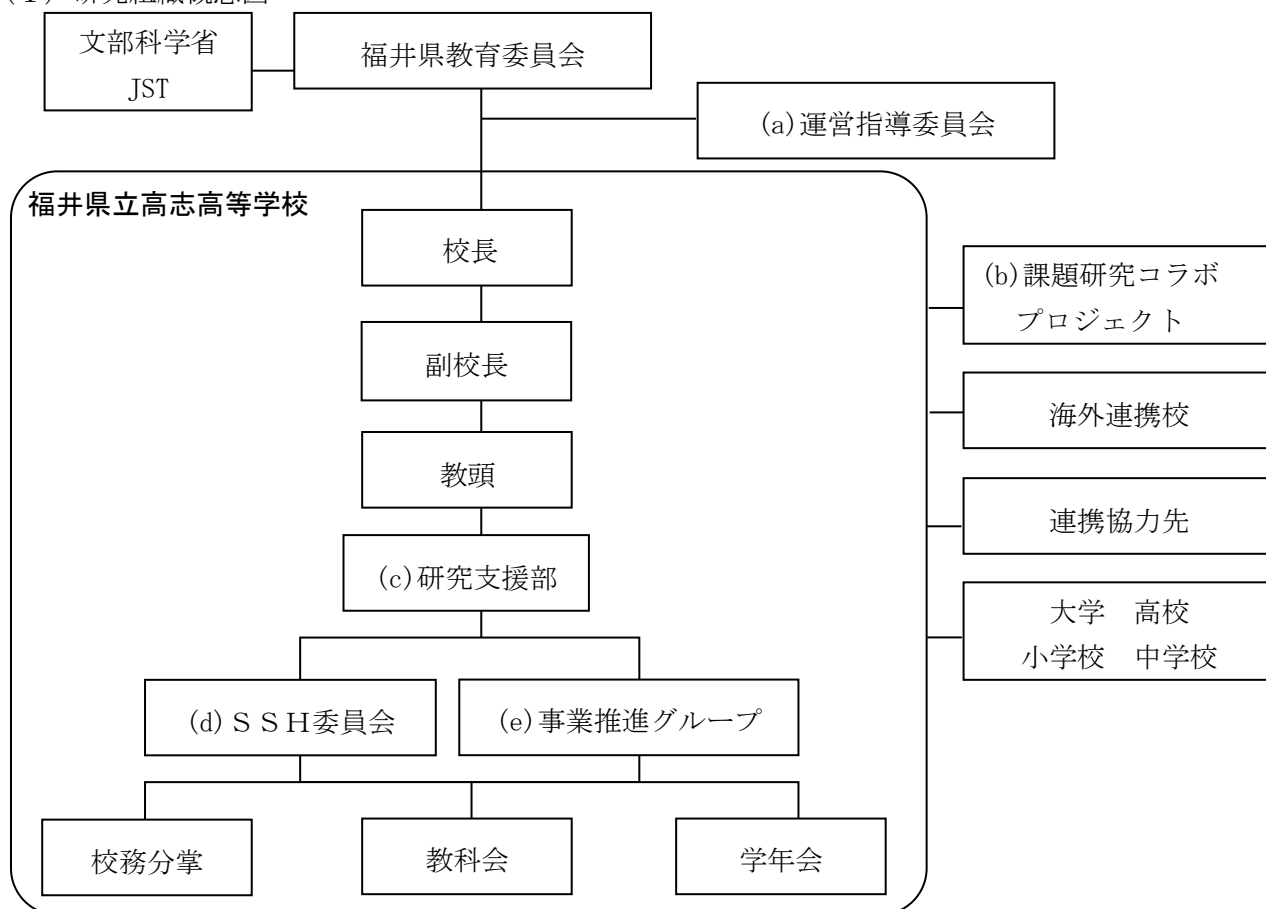 文部科学省
JST
福井県教育委員会
(a)運営指導委員会
福井県立高志高等学校
校長
副校長
教頭
(c)研究支援部
(d)ＳＳＨ委員会
(e)事業推進グループ
校務分掌
教科会
学年会
(b)課題研究コラボ
プロジェクト
海外連携校
連携協力先
大学　高校
小学校　中学校